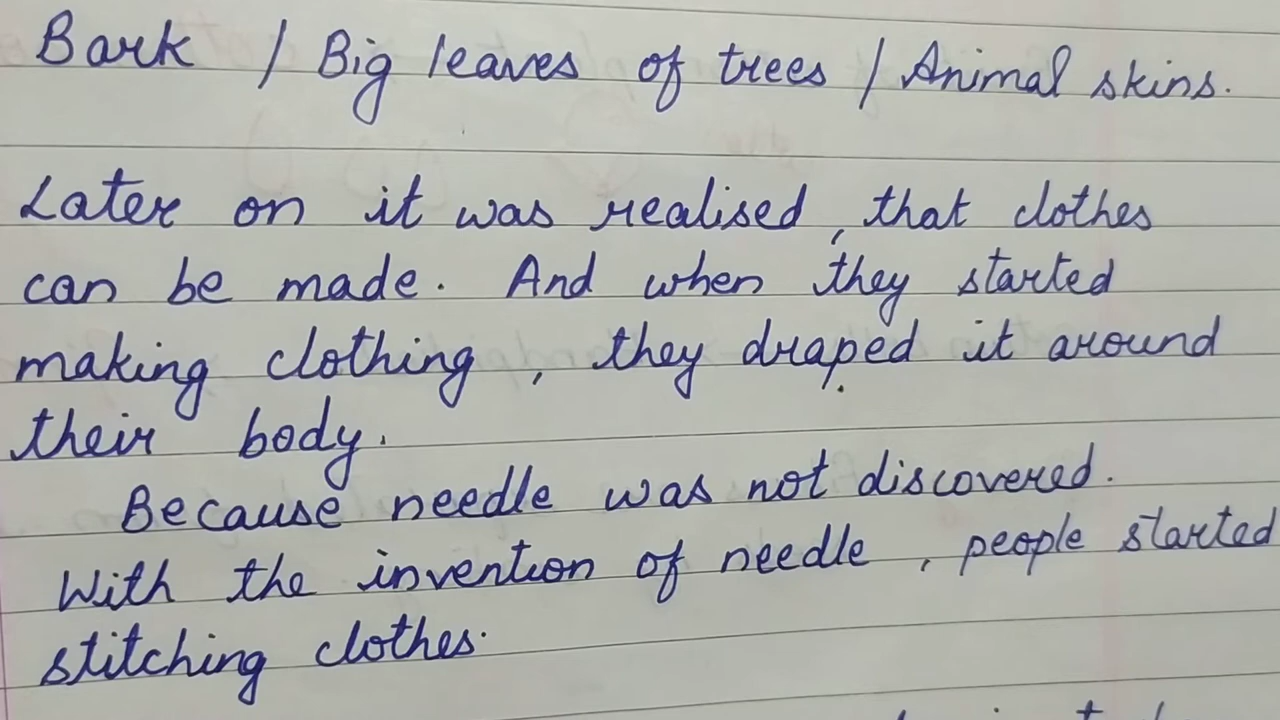 Bark / Big leaves of trees / Animal skins.
Later on it was realised, that clothes
can be made. And when they started
making clothing, they draped it around
their body.
Because needle was not discovered.
With the invention of needle, people started
stitching clothes.